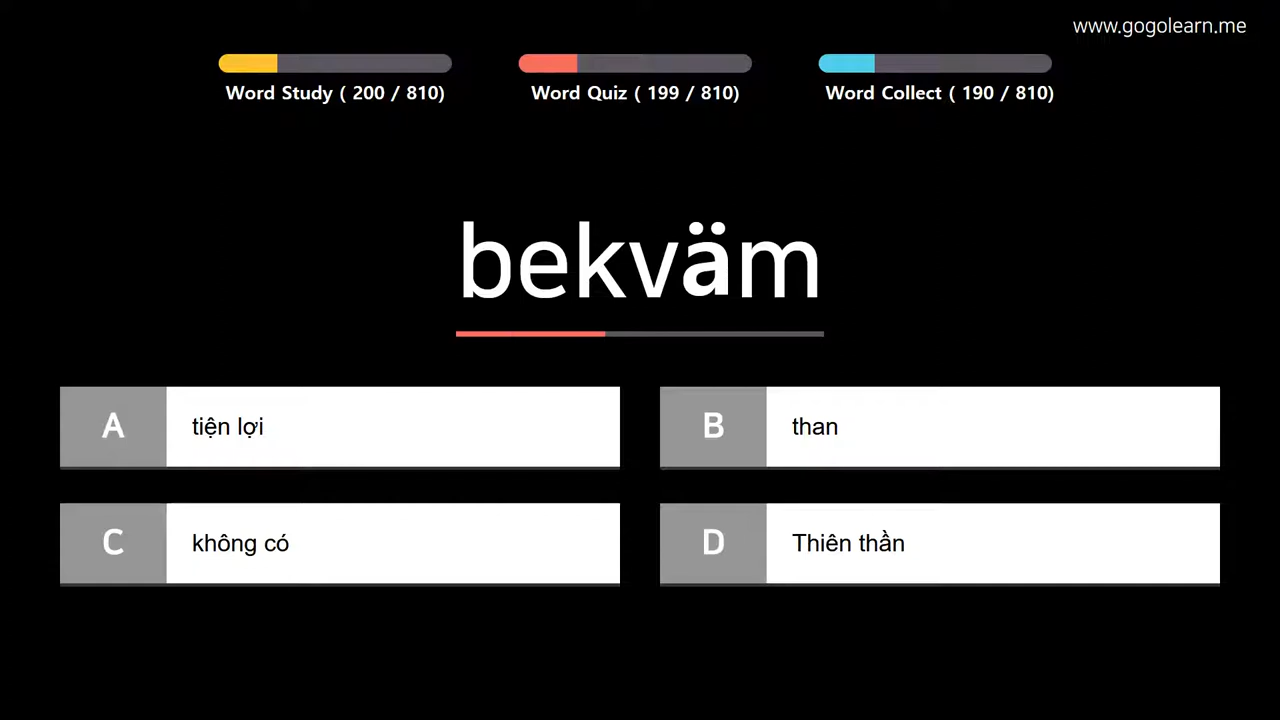 www.gogolearn.me
Word Study ( 200 / 810)
Word Quiz ( 199 / 810)
Word Collect ( 190 / 810)
bekväm
A tiện lợi
B than
C không có
D Thiên thần